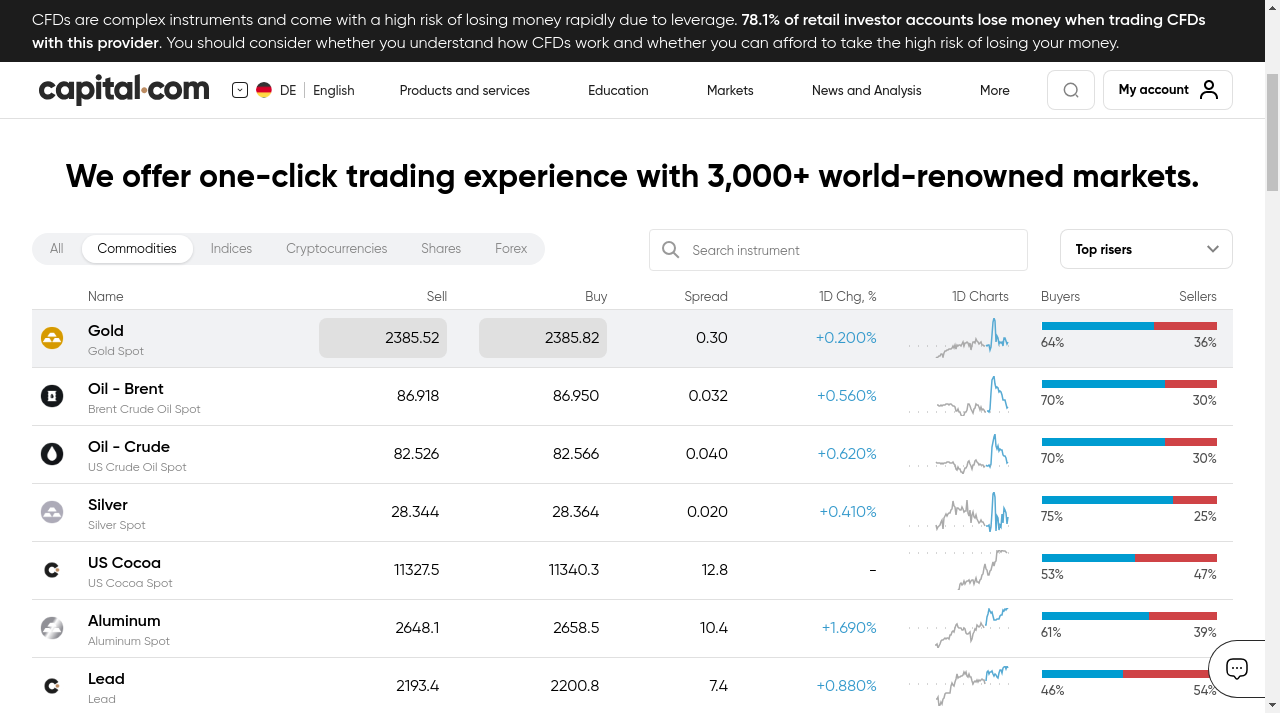 CFDs are complex instruments and come with a high risk of losing money rapidly due to leverage. 78.1% of retail investor accounts lose money when trading CFDs
with this provider. You should consider whether you understand how CFDs work and whether you can afford to take the high risk of losing your money.
capital.com DE English Products and services Education Markets News and Analysis More My account
We offer one-click trading experience with 3,000+ world-renowned markets.
All Commodities Indices Cryptocurrencies Shares Forex Search instrument Top risers
Name Sell Buy Spread 1D Chg, % 1D Charts Buyers Sellers
Gold 2385.52 2385.82 0.30 +0.200%
Gold Spot 64% 36%
Oil - Brent 86.918 86.950 0.032 +0.560%
Brent Crude Oil Spot 70% 30%
Oil - Crude 82.526 82.566 0.040 +0.620%
US Crude Oil Spot 70% 30%
Silver 28.344 28.364 0.020 +0.410%
Silver Spot 75% 25%
US Cocoa 11327.5 11340.3 12.8 -
US Cocoa Spot 53% 47%
Aluminum 2648.1 2658.5 10.4 +1.690%
Aluminum Spot 61% 39%
Lead 2193.4 2200.8 7.4 +0.880%
Lead 46% 54%